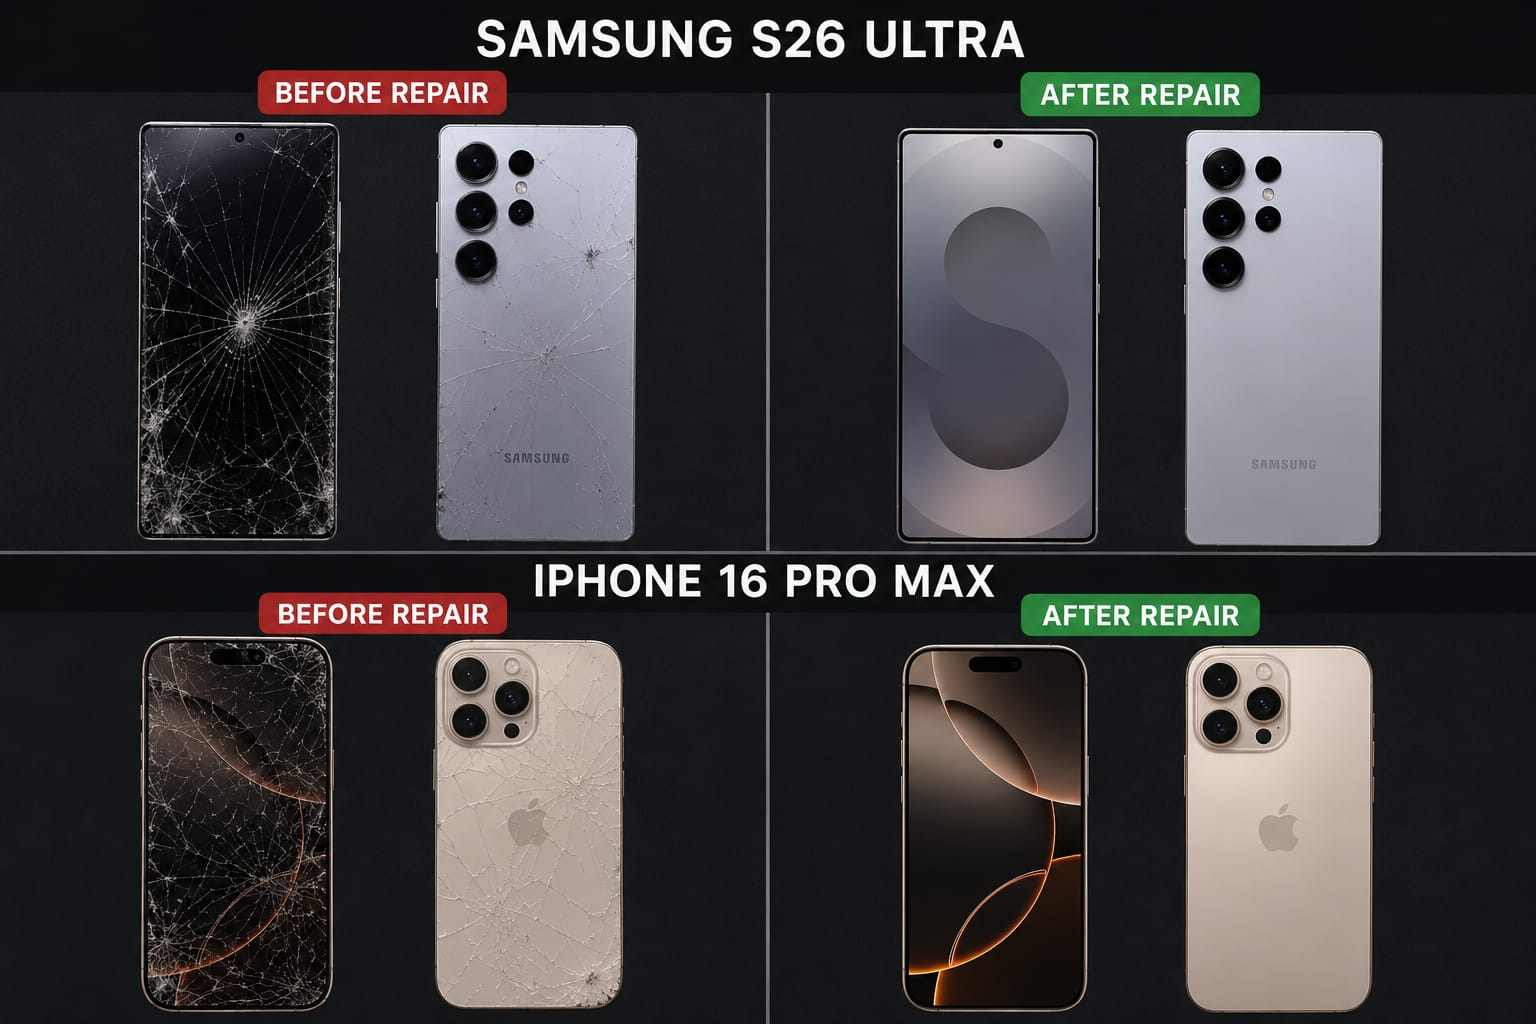 SAMSUNG S26 ULTRA
BEFORE REPAIR
AFTER REPAIR
SAMSUNG
SAMSUNG
IPHONE 16 PRO MAX
BEFORE REPAIR
AFTER REPAIR